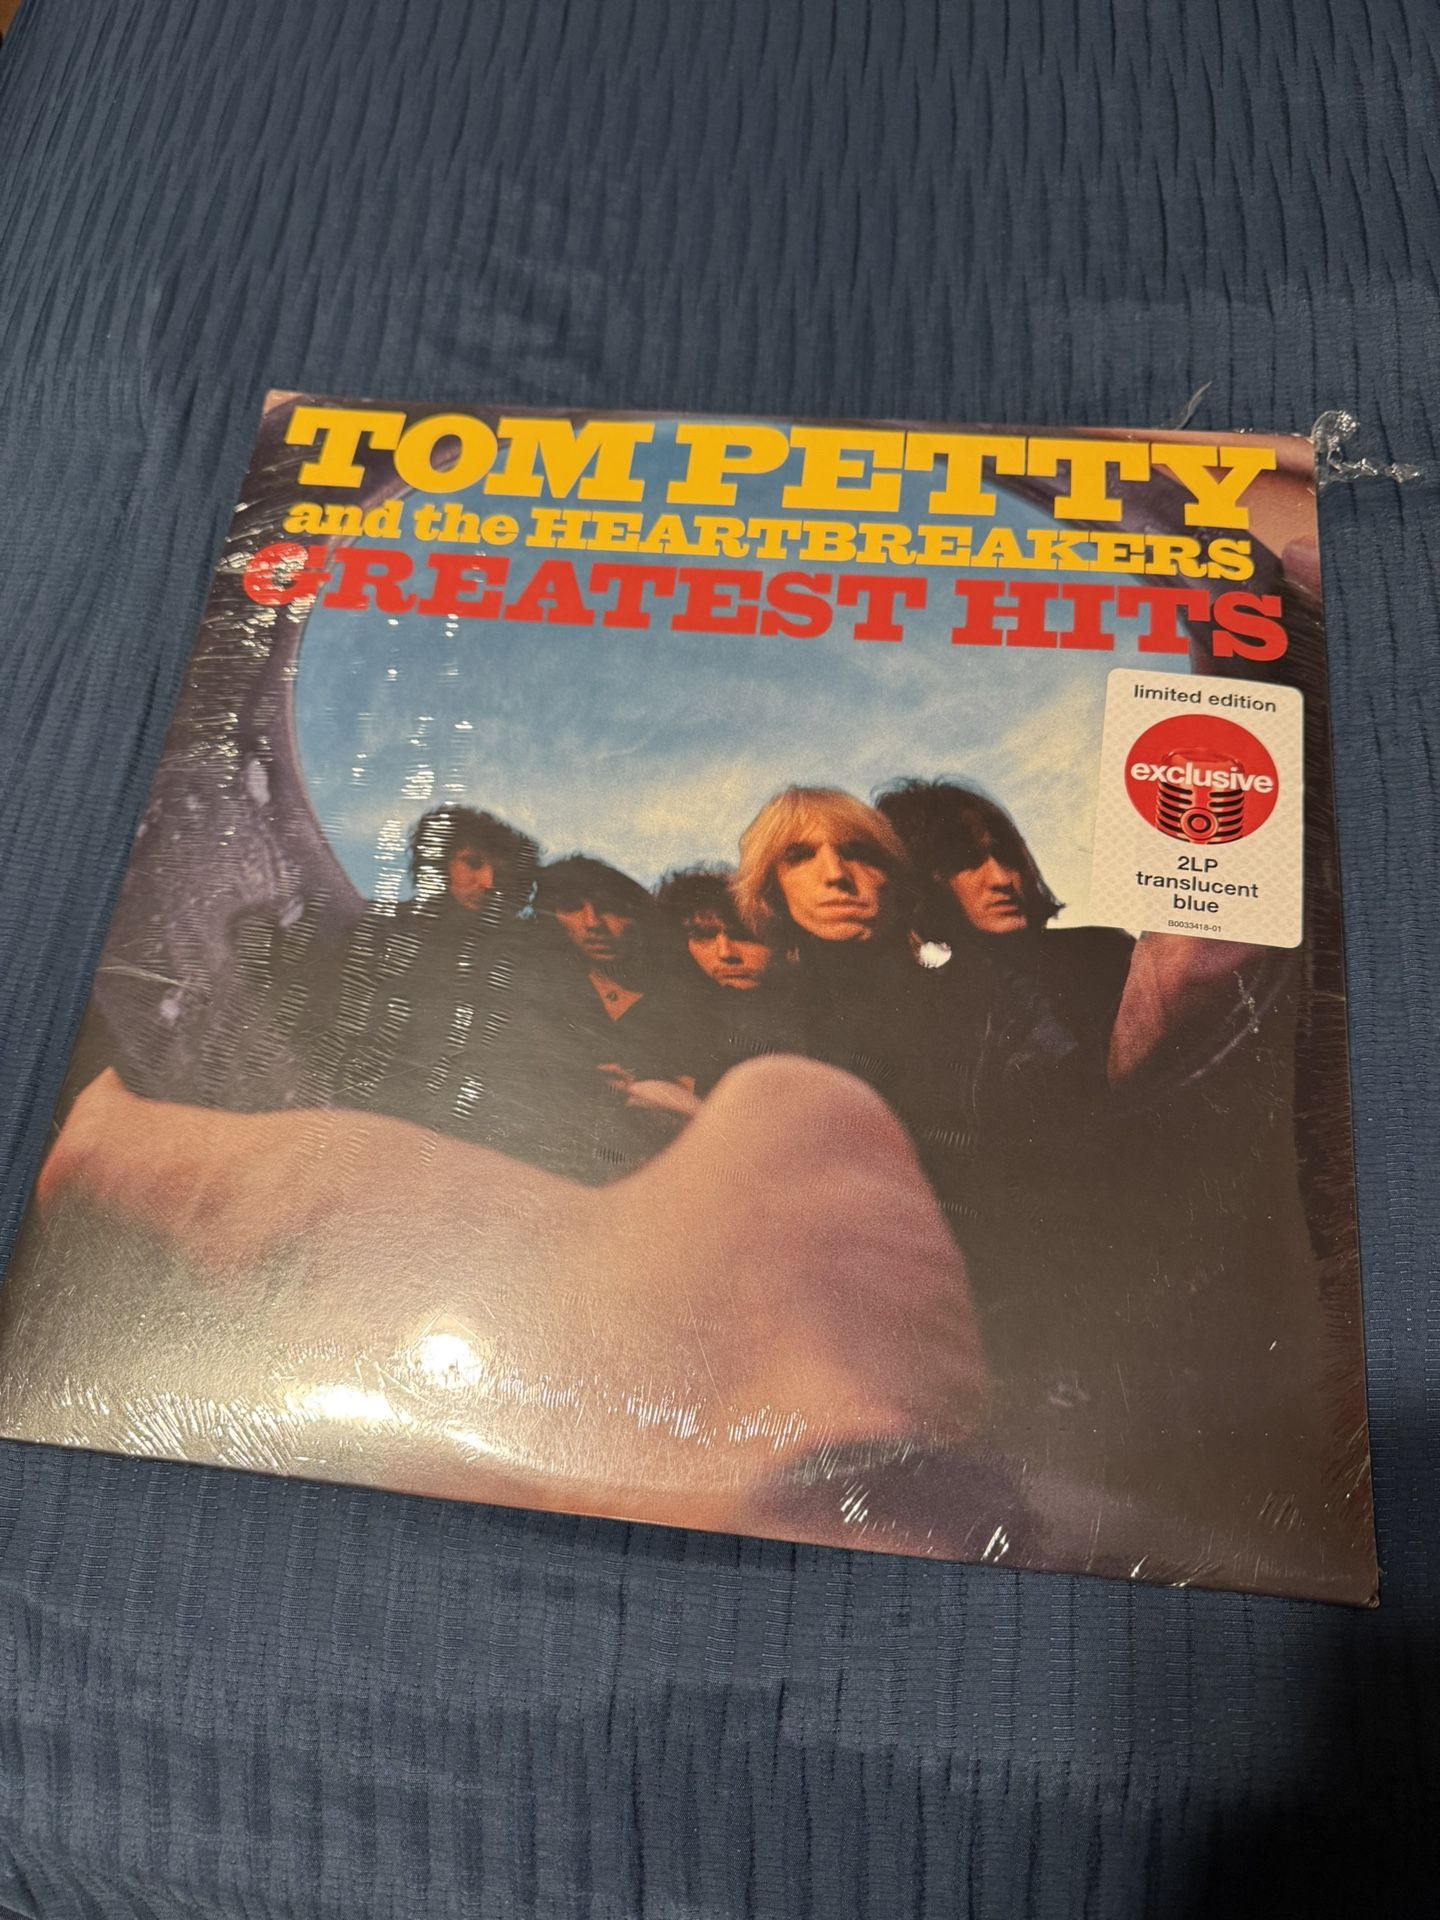 TOM PETTY
and the HEARTBREAKERS
GREATEST HITS
limited edition
exclusive
2LP
translucent
blue
B0033418-01